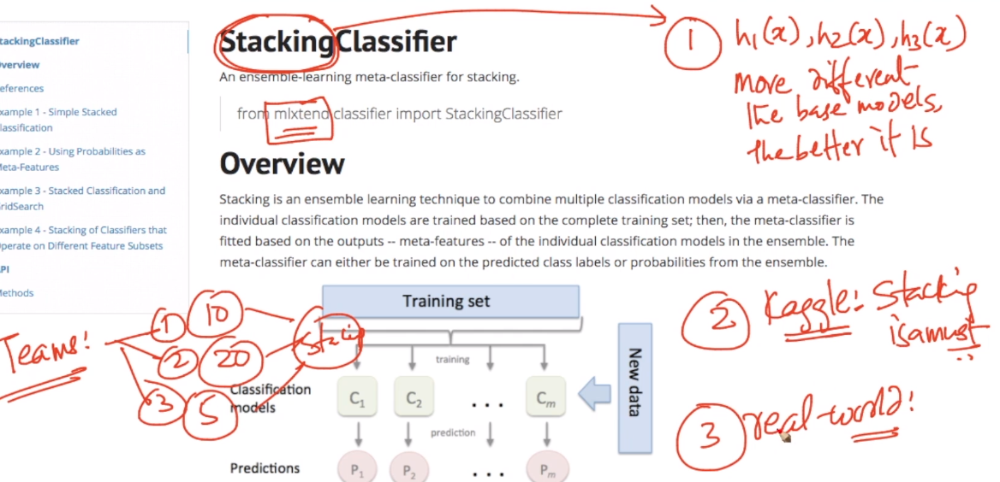 tackingClassifier
verview
eferences
xample 1 - Simple Stacked
lassification
xample 2 - Using Probabilities as
Meta-Features
xample 3 - Stacked Classification and
ridSearch
xample 4 - Stacking of Classifiers that
Operate on Different Feature Subsets
PI
Methods
StackingClassifier
An ensemble-learning meta-classifier for stacking.
from mlxtend.classifier import StackingClassifier
Overview
Stacking is an ensemble learning technique to combine multiple classification models via a meta-classifier. The
individual classification models are trained based on the complete training set; then, the meta-classifier is
fitted based on the outputs -- meta-features -- of the individual classification models in the ensemble. The
meta-classifier can either be trained on the predicted class labels or probabilities from the ensemble.
1 h₁(x), h₂(x), h₃(x)
more different
the base models,
the better it is
2 Kaggle: Stacking
is a must
3 real-world!
Teams!
1 10
2 20
3 5
Stacking
Training set
training
Classification
models
C₁ C₂ ... Cm
New data
prediction
Predictions
P₁ P₂ ... Pm